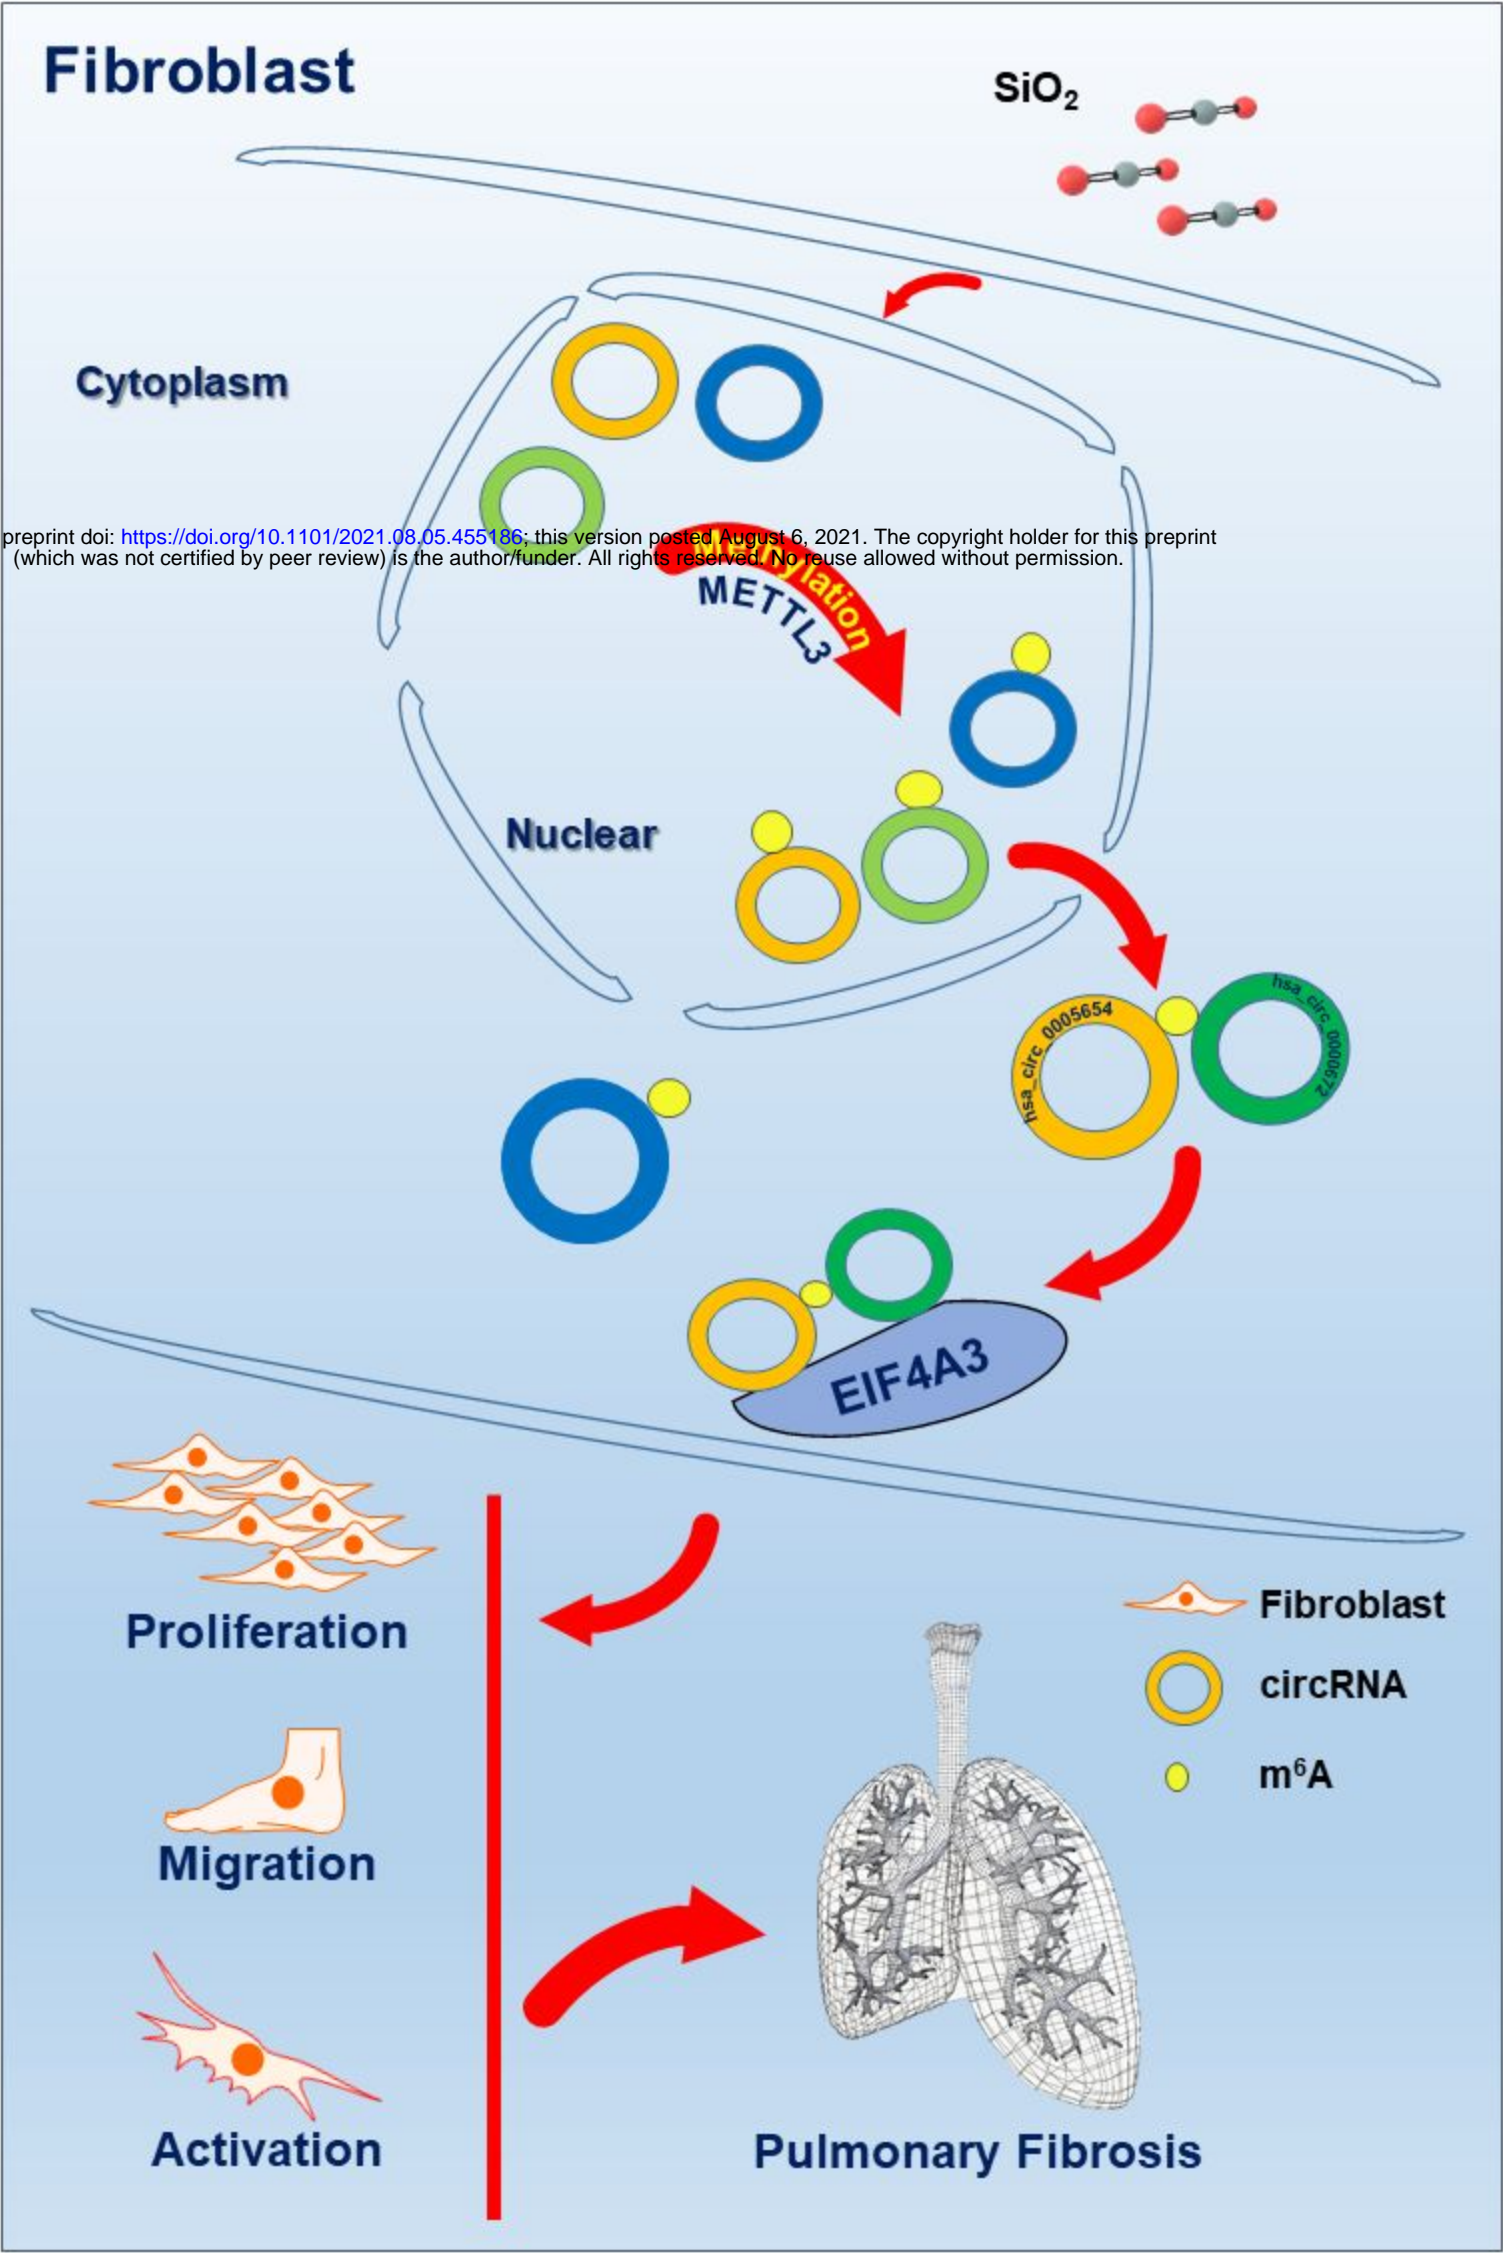 Fibroblast
SiO₂
Cytoplasm
preprint doi: https://doi.org/10.1101/2021.08.05.455186; this version posted August 6, 2021. The copyright holder for this preprint
(which was not certified by peer review) is the author/funder. All rights reserved. No reuse allowed without permission.
Methylation
METTL3
Nuclear
hsa_circ_0005654
hsa_circ_0000672
EIF4A3
Proliferation
Migration
Activation
Fibroblast
circRNA
m⁶A
Pulmonary Fibrosis